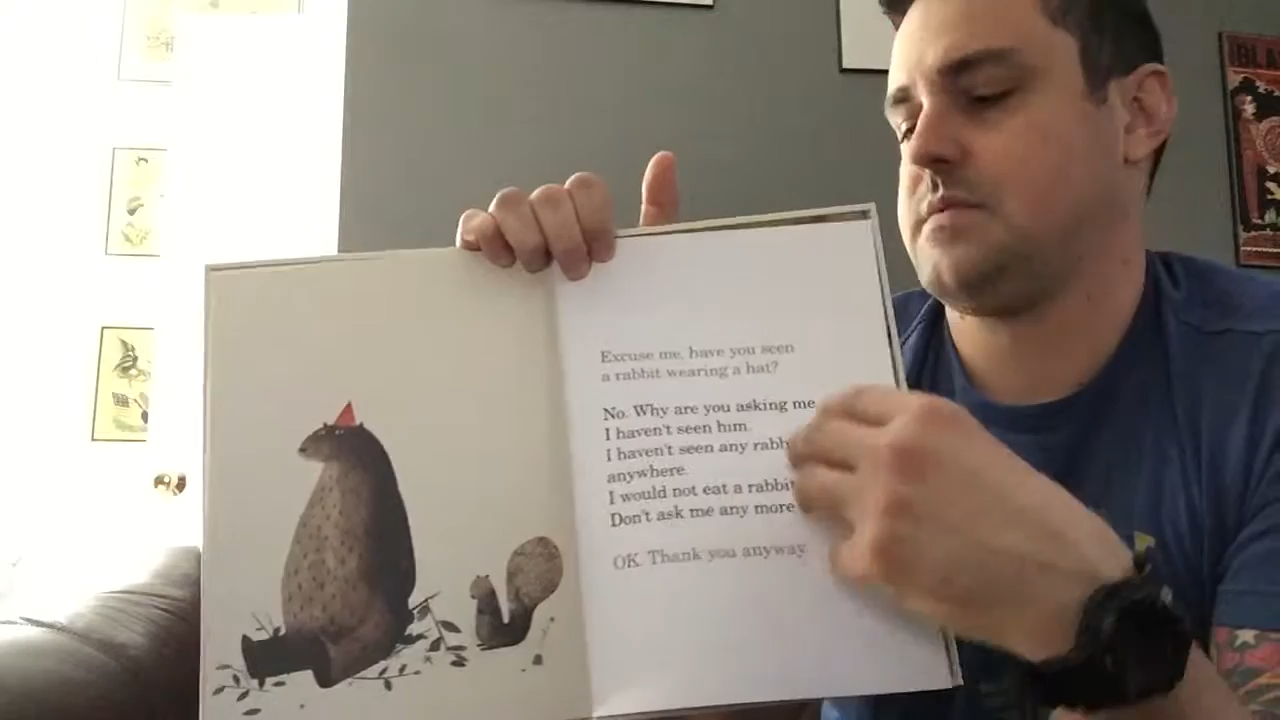 Excuse me, have you seen
a rabbit wearing a hat?
No. Why are you asking me
I haven't seen him.
I haven't seen any
anywhere.
I would not eat a rabbit
Don't ask me any more
OK. Thank you anyway.
BLA